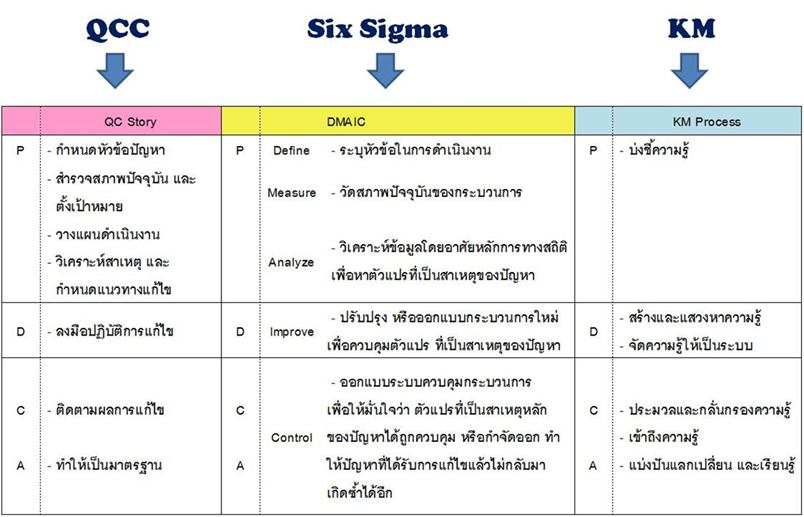 QCC
Six Sigma
KM
QC Story
DMAIC
KM Process
P
- กำหนดหัวข้อปัญหา
- สำรวจสภาพปัจจุบัน และ
ตั้งเป้าหมาย
- วางแผนดำเนินงาน
- วิเคราะห์สาเหตุ และ
กำหนดแนวทางแก้ไข
P
Define
- ระบุหัวข้อในการดำเนินงาน
Measure
- วัดสภาพปัจจุบันของกระบวนการ
Analyze
- วิเคราะห์ข้อมูลโดยอาศัยหลักการทางสถิติ
เพื่อหาตัวแปรที่เป็นสาเหตุของปัญหา
P
- บ่งชี้ความรู้
D
- ลงมือปฏิบัติการแก้ไข
D
Improve
- ปรับปรุง หรือออกแบบกระบวนการใหม่
เพื่อควบคุมตัวแปร ที่เป็นสาเหตุของปัญหา
D
- สร้างและแสวงหาความรู้
- จัดความรู้ให้เป็นระบบ
C
- ติดตามผลการแก้ไข
A
- ทำให้เป็นมาตรฐาน
C
A
Control
- ออกแบบระบบควบคุมกระบวนการ
เพื่อให้มั่นใจว่า ตัวแปรที่เป็นสาเหตุหลัก
ของปัญหาได้ถูกควบคุม หรือกำจัดออก ทำ
ให้ปัญหาที่ได้รับการแก้ไขแล้วไม่กลับมา
เกิดซ้ำได้อีก
C
- ประมวลและกลั่นกรองความรู้
- เข้าถึงความรู้
A
- แบ่งปันแลกเปลี่ยน และเรียนรู้